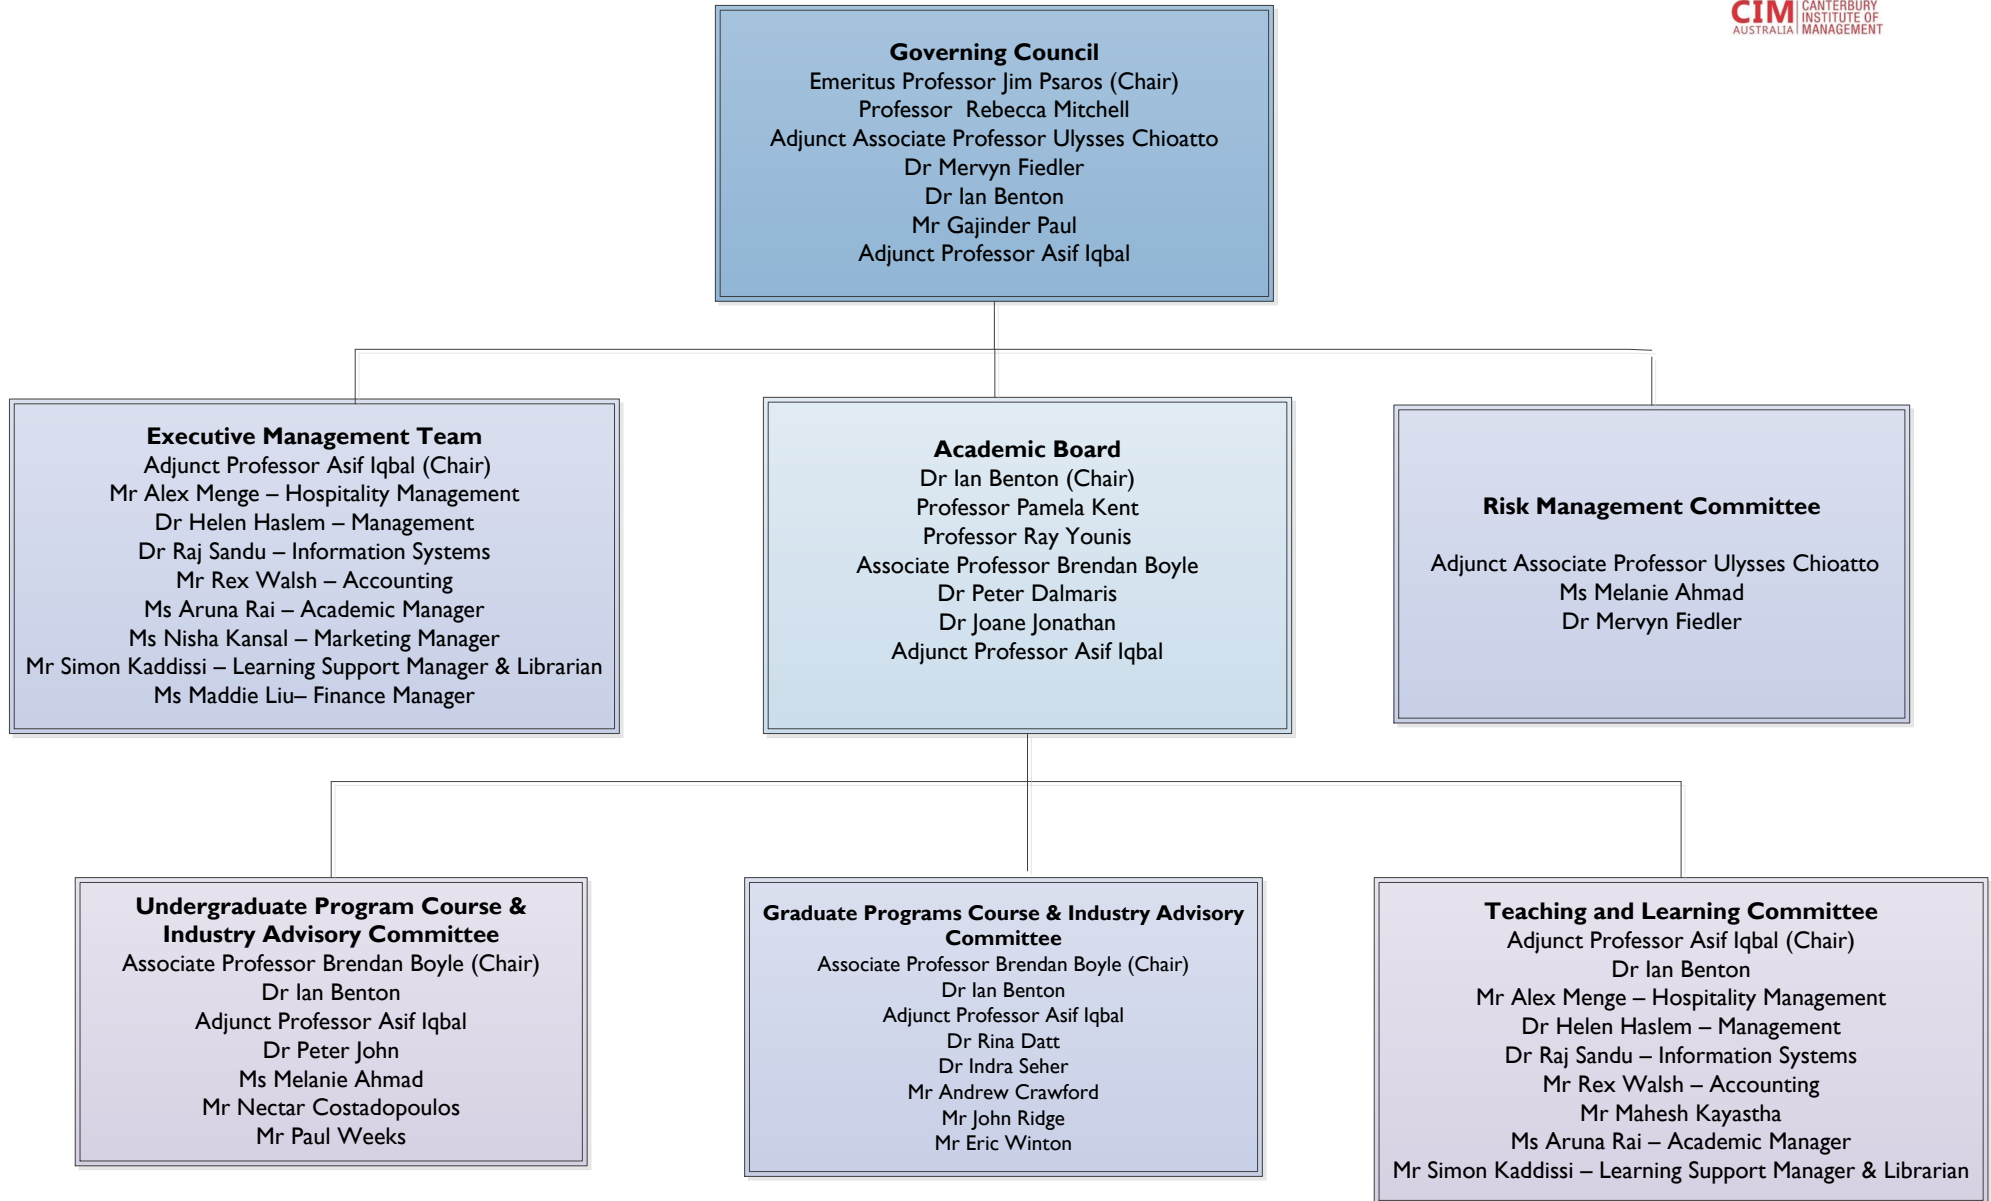 CIM
AUSTRALIA
CANTERBURY
INSTITUTE OF
MANAGEMENT
Governing Council
Emeritus Professor Jim Psaros (Chair)
Professor Rebecca Mitchell
Adjunct Associate Professor Ulysses Chioatto
Dr Mervyn Fiedler
Dr Ian Benton
Mr Gajinder Paul
Adjunct Professor Asif Iqbal
Executive Management Team
Adjunct Professor Asif Iqbal (Chair)
Mr Alex Menge – Hospitality Management
Dr Helen Haslem – Management
Dr Raj Sandu – Information Systems
Mr Rex Walsh – Accounting
Ms Aruna Rai – Academic Manager
Ms Nisha Kansal – Marketing Manager
Mr Simon Kaddissi – Learning Support Manager & Librarian
Ms Maddie Liu– Finance Manager
Academic Board
Dr Ian Benton (Chair)
Professor Pamela Kent
Professor Ray Younis
Associate Professor Brendan Boyle
Dr Peter Dalmaris
Dr Joane Jonathan
Adjunct Professor Asif Iqbal
Risk Management Committee
Adjunct Associate Professor Ulysses Chioatto
Ms Melanie Ahmad
Dr Mervyn Fiedler
Undergraduate Program Course &
Industry Advisory Committee
Associate Professor Brendan Boyle (Chair)
Dr Ian Benton
Adjunct Professor Asif Iqbal
Dr Peter John
Ms Melanie Ahmad
Mr Nectar Costadopoulos
Mr Paul Weeks
Graduate Programs Course & Industry Advisory
Committee
Associate Professor Brendan Boyle (Chair)
Dr Ian Benton
Adjunct Professor Asif Iqbal
Dr Rina Datt
Dr Indra Seher
Mr Andrew Crawford
Mr John Ridge
Mr Eric Winton
Teaching and Learning Committee
Adjunct Professor Asif Iqbal (Chair)
Dr Ian Benton
Mr Alex Menge – Hospitality Management
Dr Helen Haslem – Management
Dr Raj Sandu – Information Systems
Mr Rex Walsh – Accounting
Mr Mahesh Kayastha
Ms Aruna Rai – Academic Manager
Mr Simon Kaddissi – Learning Support Manager & Librarian